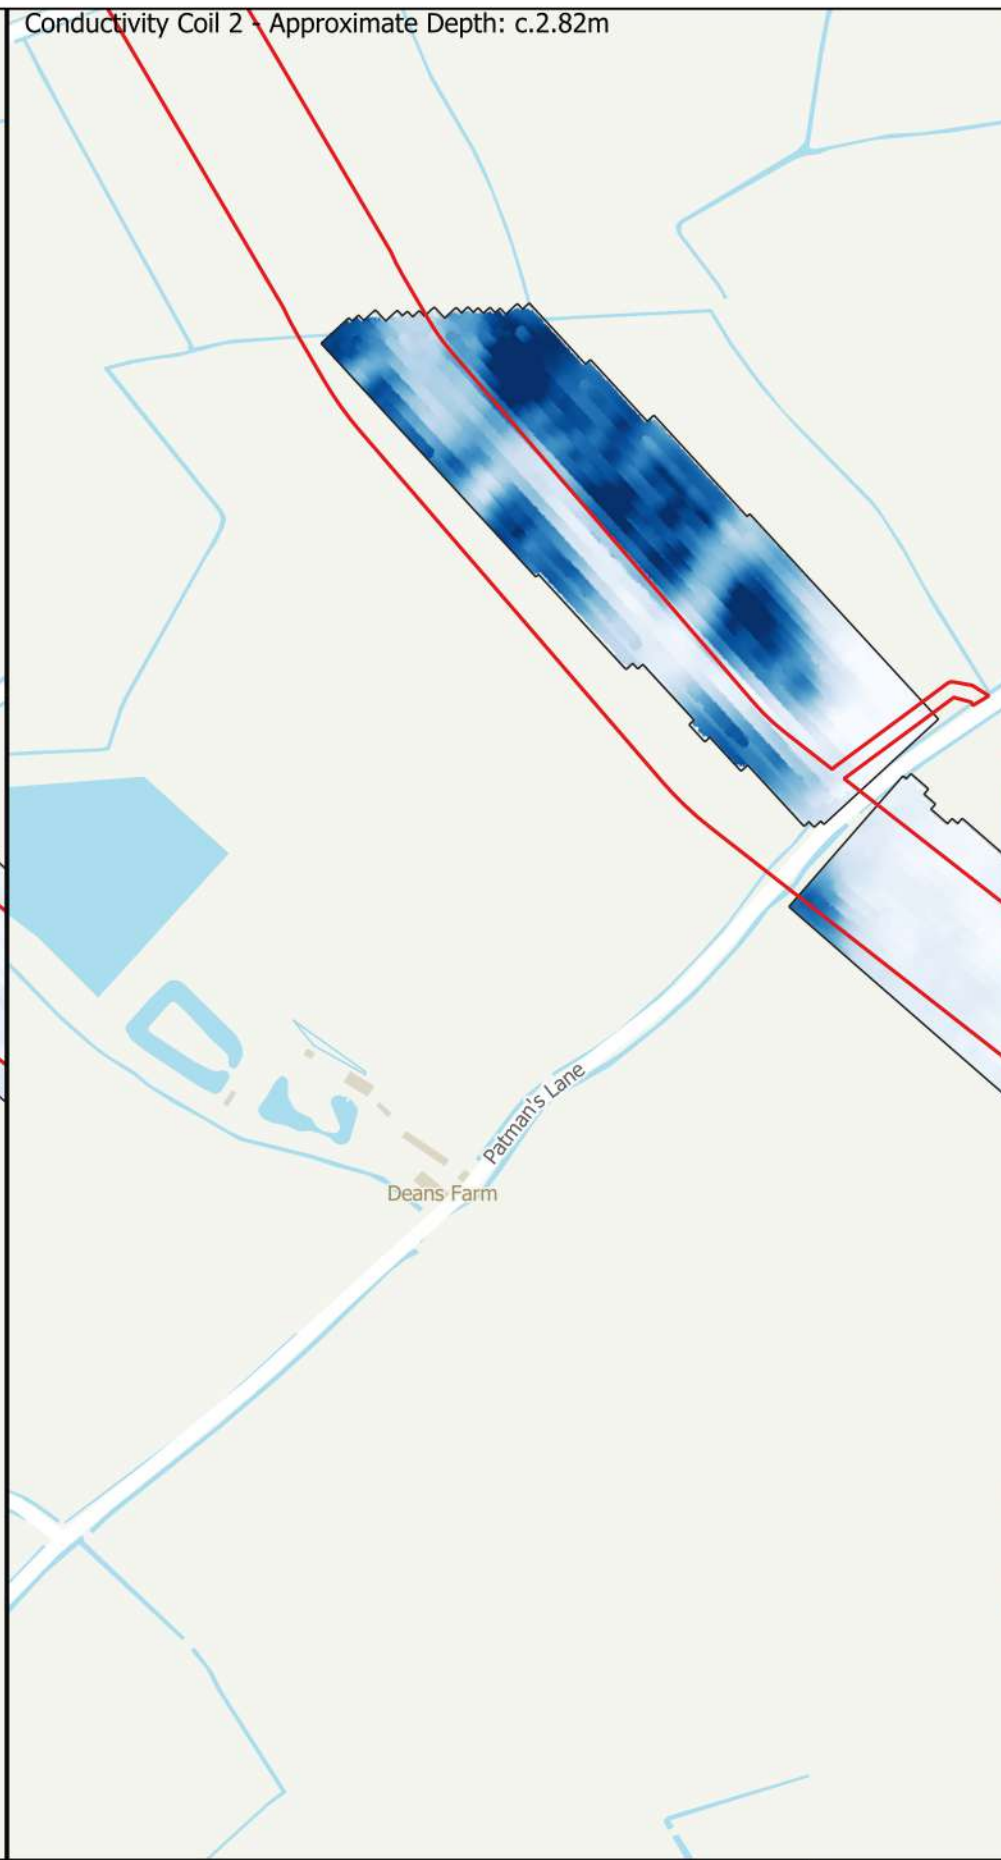 Conductivity Coil 2 - Approximate Depth: c.2.82m
Patman's Lane
Deans Farm